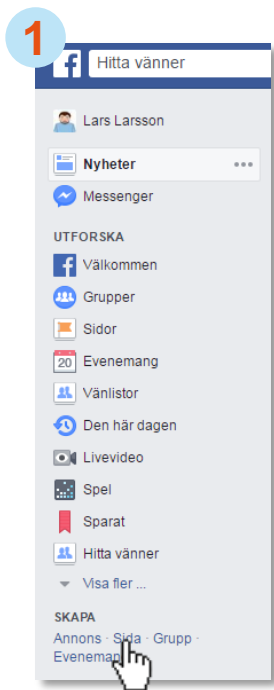 1
Hitta vänner
Lars Larsson
Nyheter
Messenger
UTFORSKA
Välkommen
Grupper
Sidor
20 Evenemang
Vänlistor
Den här dagen
Livevideo
Spel
Sparat
Hitta vänner
Visa fler ...
SKAPA
Annons · Sida · Grupp ·
Evenemang